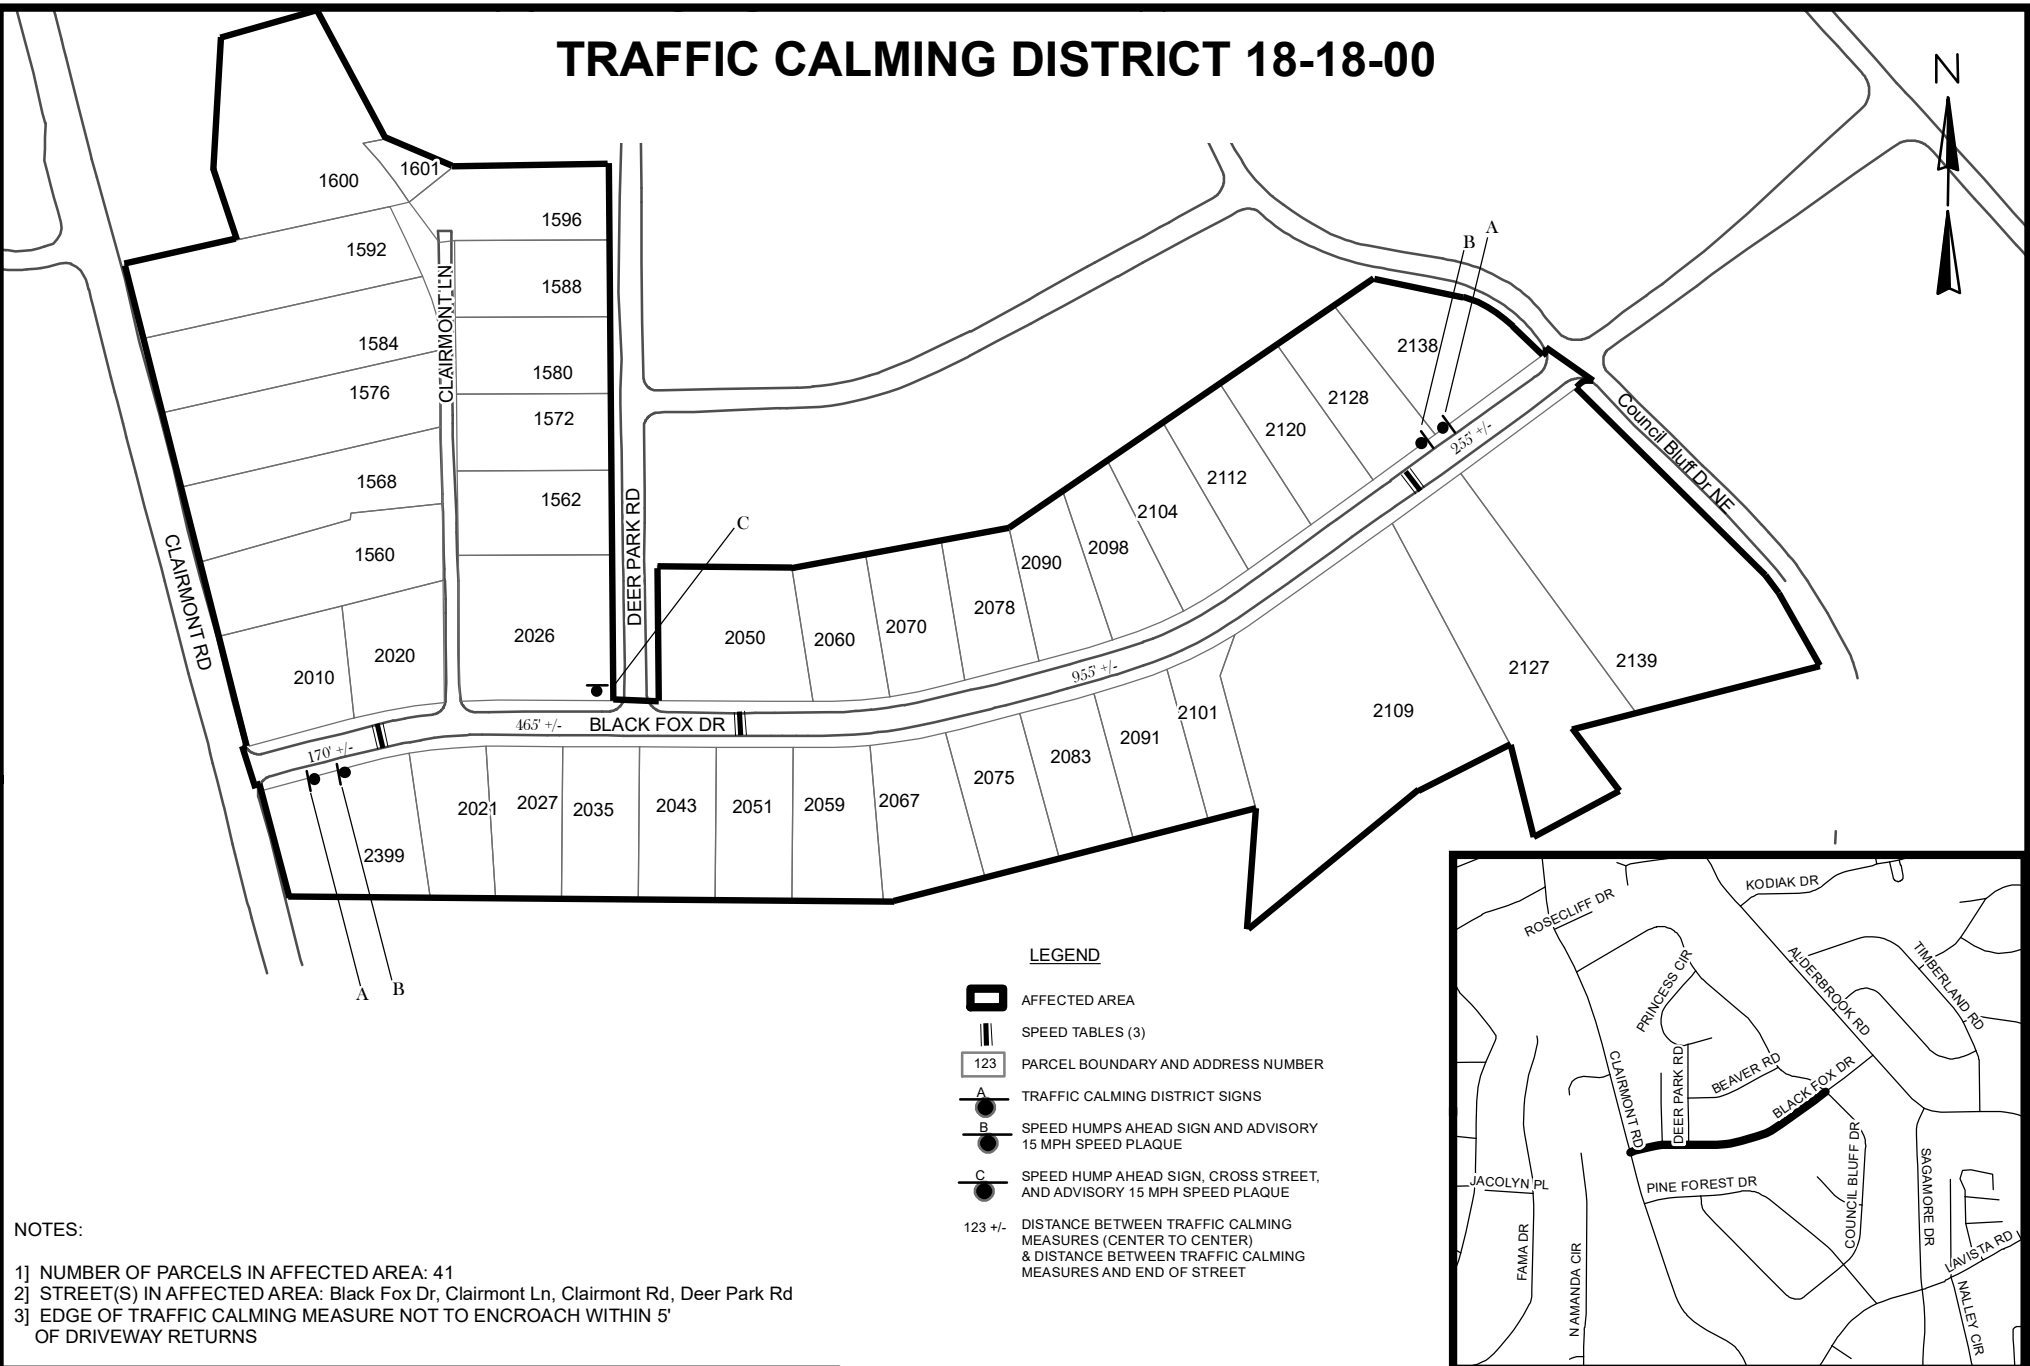 TRAFFIC CALMING DISTRICT 18-18-00
N
1600
1601
1596
1592
1588
1584
1580
1576
1572
1568
1562
1560
2010
2020
2026
CLAIRMONT LN
CLAIRMONT RD
DEER PARK RD
C
B
A
2138
2128
2120
2112
2104
2098
2090
2078
2070
2060
2050
255' +/-
Council Bluff Dr NE
955' +/-
465' +/-
BLACK FOX DR
170' +/-
2139
2127
2109
2101
2091
2083
2075
2067
2059
2051
2043
2035
2027
2021
2399
A
B
LEGEND
AFFECTED AREA
SPEED TABLES (3)
123
PARCEL BOUNDARY AND ADDRESS NUMBER
A
TRAFFIC CALMING DISTRICT SIGNS
B
SPEED HUMPS AHEAD SIGN AND ADVISORY
15 MPH SPEED PLAQUE
C
SPEED HUMP AHEAD SIGN, CROSS STREET,
AND ADVISORY 15 MPH SPEED PLAQUE
123 +/-
DISTANCE BETWEEN TRAFFIC CALMING
MEASURES (CENTER TO CENTER)
& DISTANCE BETWEEN TRAFFIC CALMING
MEASURES AND END OF STREET
NOTES:
1] NUMBER OF PARCELS IN AFFECTED AREA: 41
2] STREET(S) IN AFFECTED AREA: Black Fox Dr, Clairmont Ln, Clairmont Rd, Deer Park Rd
3] EDGE OF TRAFFIC CALMING MEASURE NOT TO ENCROACH WITHIN 5'
OF DRIVEWAY RETURNS
KODIAK DR
ROSECLIFF DR
PRINCESS CIR
ALDERBROOK RD
TIMBERLAND RD
CLAIRMONT RD
DEER PARK RD
BEAVER RD
BLACK FOX DR
JACOLYN PL
PINE FOREST DR
COUNCIL BLUFF DR
SAGAMORE DR
FAMA DR
N AMANDA CIR
LAVISTA RD
NALLEY CIR